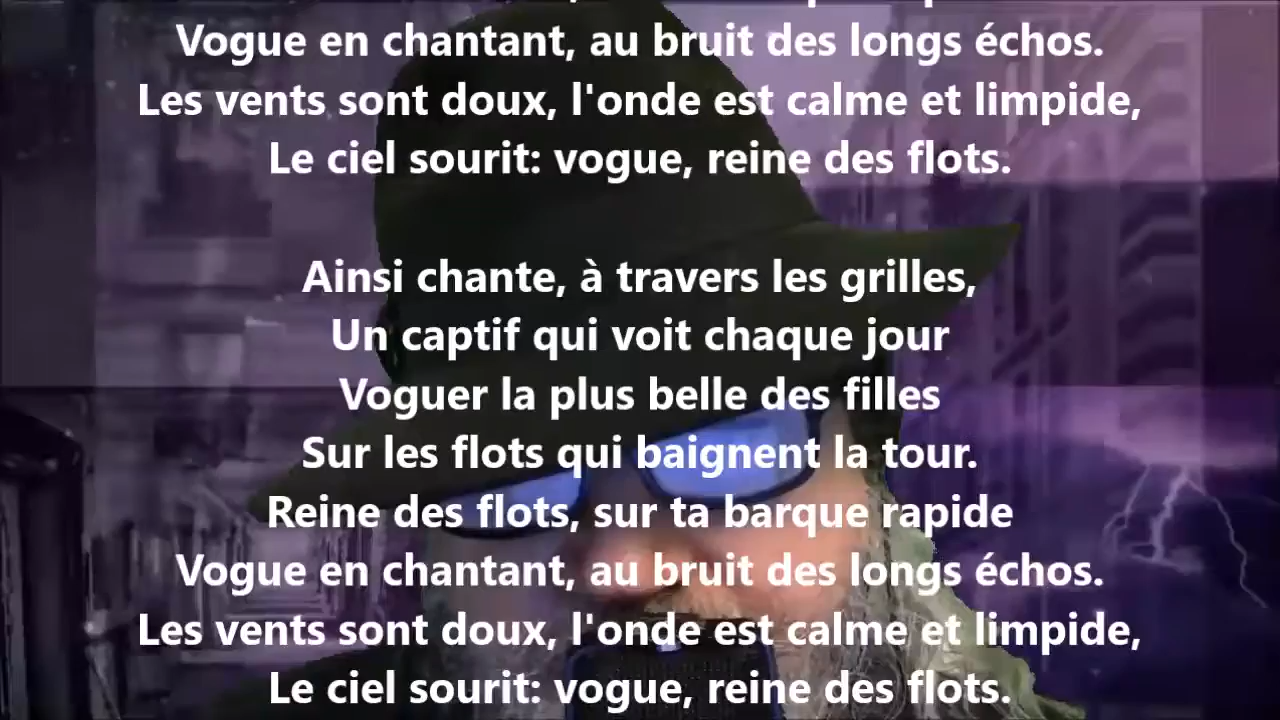 Vogue en chantant, au bruit des longs échos.
Les vents sont doux, l'onde est calme et limpide,
Le ciel sourit: vogue, reine des flots.
Ainsi chante, à travers les grilles,
Un captif qui voit chaque jour
Voguer la plus belle des filles
Sur les flots qui baignent la tour.
Reine des flots, sur ta barque rapide
Vogue en chantant, au bruit des longs échos.
Les vents sont doux, l'onde est calme et limpide,
Le ciel sourit: vogue, reine des flots.